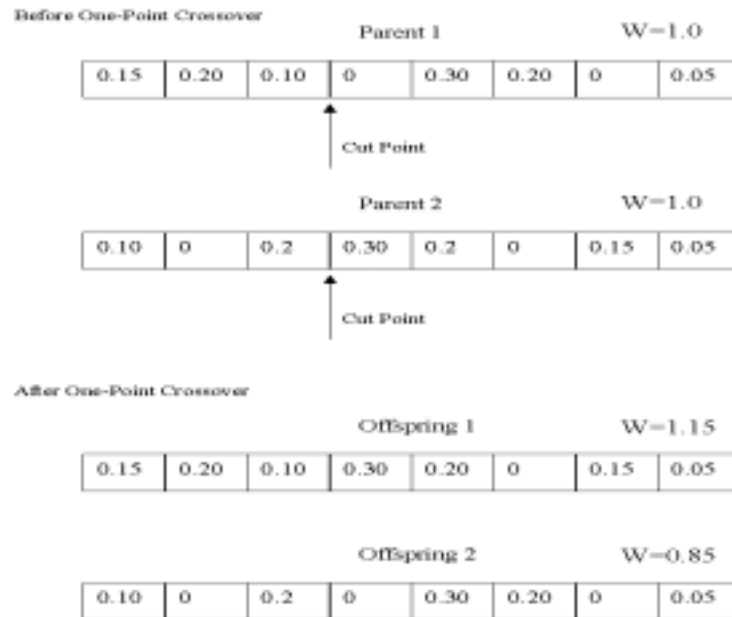 Before One-Point Crossover
Parent 1 W=1.0
0.15 0.20 0.10 0 0.30 0.20 0 0.05
Cut Point
Parent 2 W=1.0
0.10 0 0.2 0.30 0.2 0 0.15 0.05
Cut Point
After One-Point Crossover
Offspring 1 W=1.15
0.15 0.20 0.10 0.30 0.20 0 0.15 0.05
Offspring 2 W=0.85
0.10 0 0.2 0 0.30 0.20 0 0.05